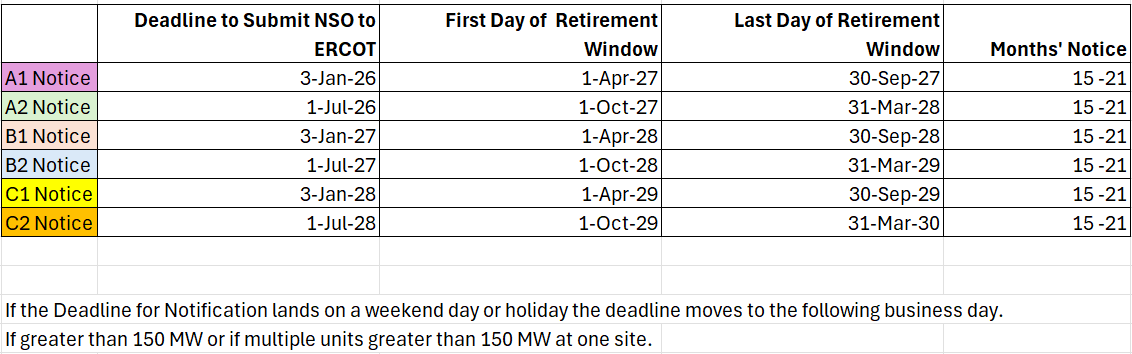 Deadline to Submit NSO to ERCOT First Day of Retirement Window Last Day of Retirement Window Months' Notice
A1 Notice 3-Jan-26 1-Apr-27 30-Sep-27 15 -21
A2 Notice 1-Jul-26 1-Oct-27 31-Mar-28 15 -21
B1 Notice 3-Jan-27 1-Apr-28 30-Sep-28 15 -21
B2 Notice 1-Jul-27 1-Oct-28 31-Mar-29 15 -21
C1 Notice 3-Jan-28 1-Apr-29 30-Sep-29 15 -21
C2 Notice 1-Jul-28 1-Oct-29 31-Mar-30 15 -21
If the Deadline for Notification lands on a weekend day or holiday the deadline moves to the following business day.
If greater than 150 MW or if multiple units greater than 150 MW at one site.